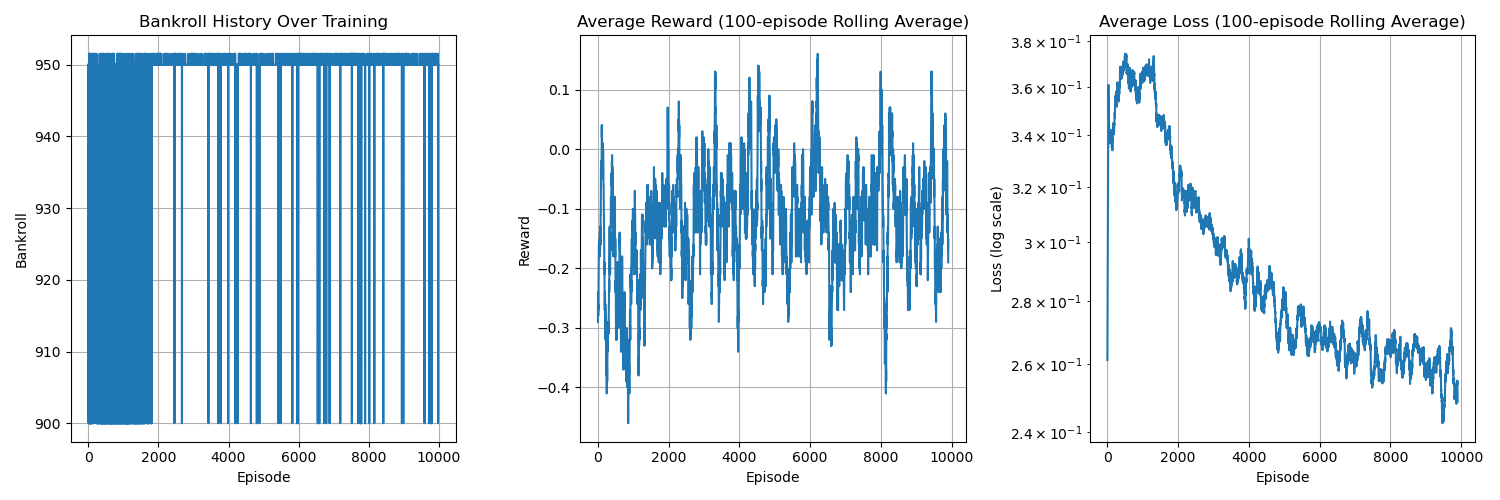 Bankroll History Over Training
950
940
930
920
910
900
Bankroll
0
2000
4000
6000
8000
10000
Episode
Average Reward (100-episode Rolling Average)
0.1
0.0
−0.1
−0.2
−0.3
−0.4
Reward
0
2000
4000
6000
8000
10000
Episode
Average Loss (100-episode Rolling Average)
3.8 × 10⁻¹
3.6 × 10⁻¹
3.4 × 10⁻¹
3.2 × 10⁻¹
3 × 10⁻¹
2.8 × 10⁻¹
2.6 × 10⁻¹
2.4 × 10⁻¹
Loss (log scale)
0
2000
4000
6000
8000
10000
Episode